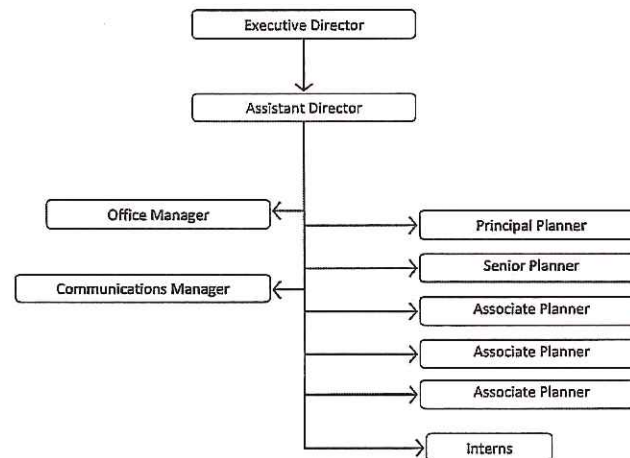 Executive Director
Assistant Director
Office Manager
Principal Planner
Senior Planner
Communications Manager
Associate Planner
Associate Planner
Associate Planner
Interns